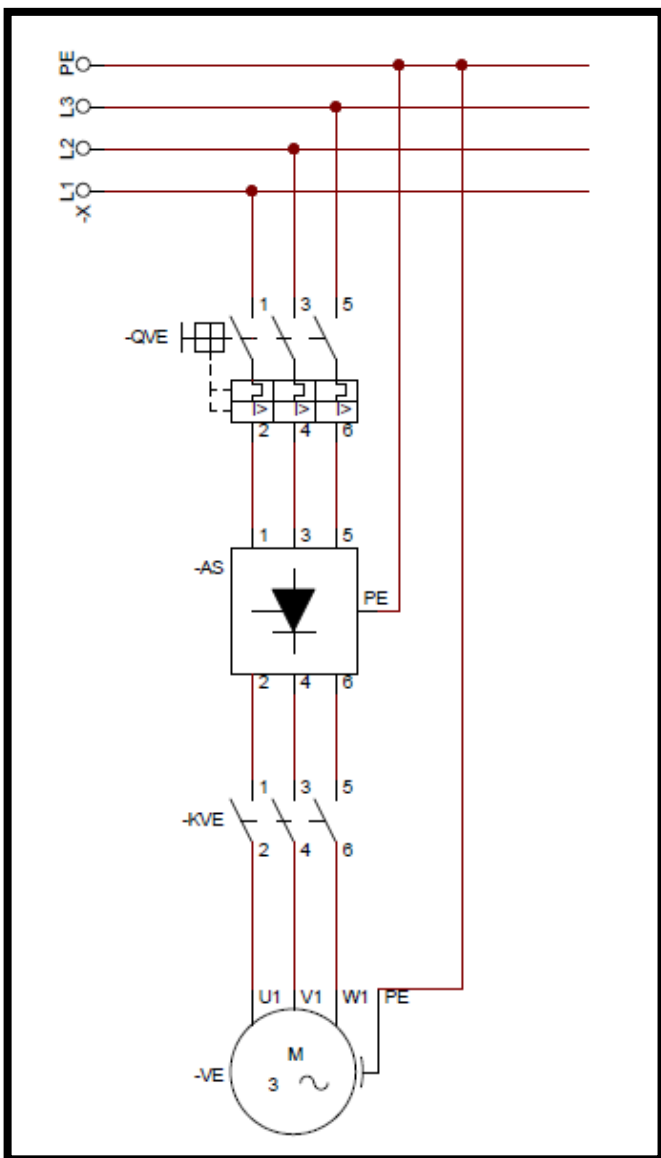 PE
L3
L2
L1
-X
1 3 5
-QVE
I> I> I>
2 4 6
1 3 5
-AS
PE
2 4 6
1 3 5
-KVE
2 4 6
U1 V1 W1 PE
M
-VE
3 ~